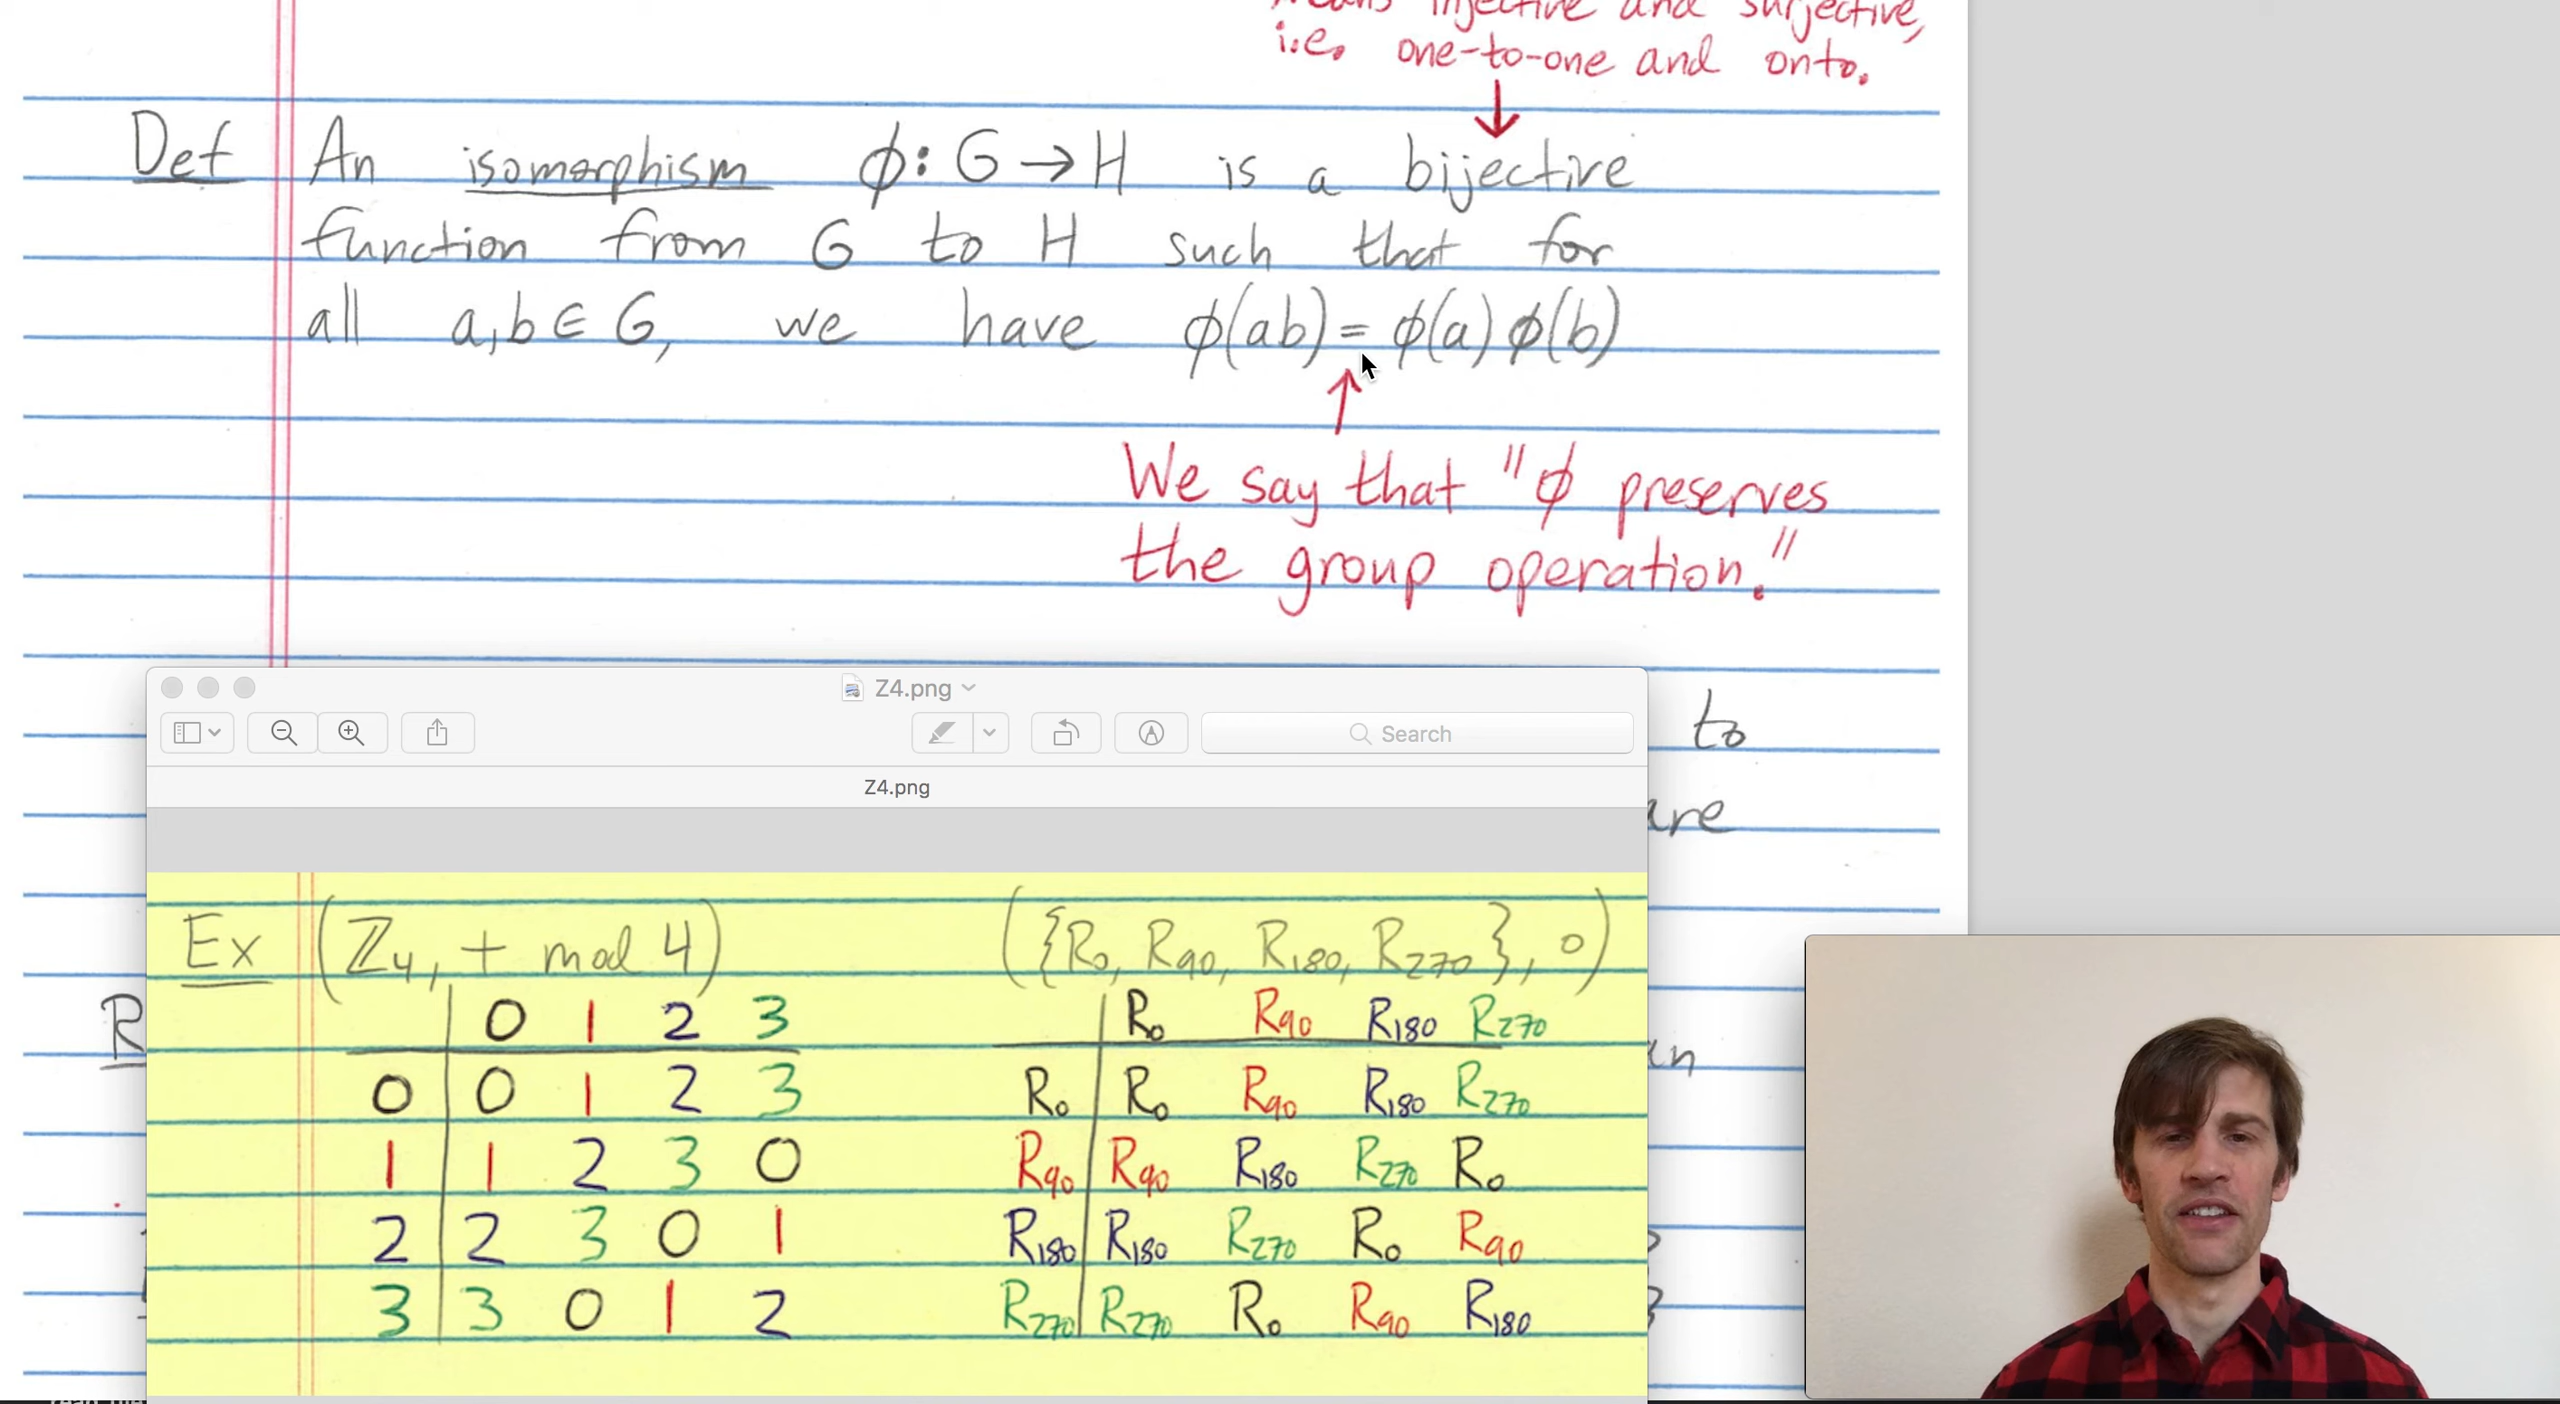 means injective and surjective,
i.e. one-to-one and onto.
Def An isomorphism ϕ: G → H is a bijective
function from G to H such that for
all a,b ∈ G, we have ϕ(ab) = ϕ(a) ϕ(b)
We say that "ϕ preserves
the group operation."
Z4.png
Search
to
Z4.png
are
Ex (ℤ₄, + mod 4) ({R₀, R₉₀, R₁₈₀, R₂₇₀}, ∘)
0 1 2 3 R₀ R₉₀ R₁₈₀ R₂₇₀
0 0 1 2 3 R₀ R₀ R₉₀ R₁₈₀ R₂₇₀
1 1 2 3 0 R₉₀ R₉₀ R₁₈₀ R₂₇₀ R₀
2 2 3 0 1 R₁₈₀ R₁₈₀ R₂₇₀ R₀ R₉₀
3 3 0 1 2 R₂₇₀ R₂₇₀ R₀ R₉₀ R₁₈₀